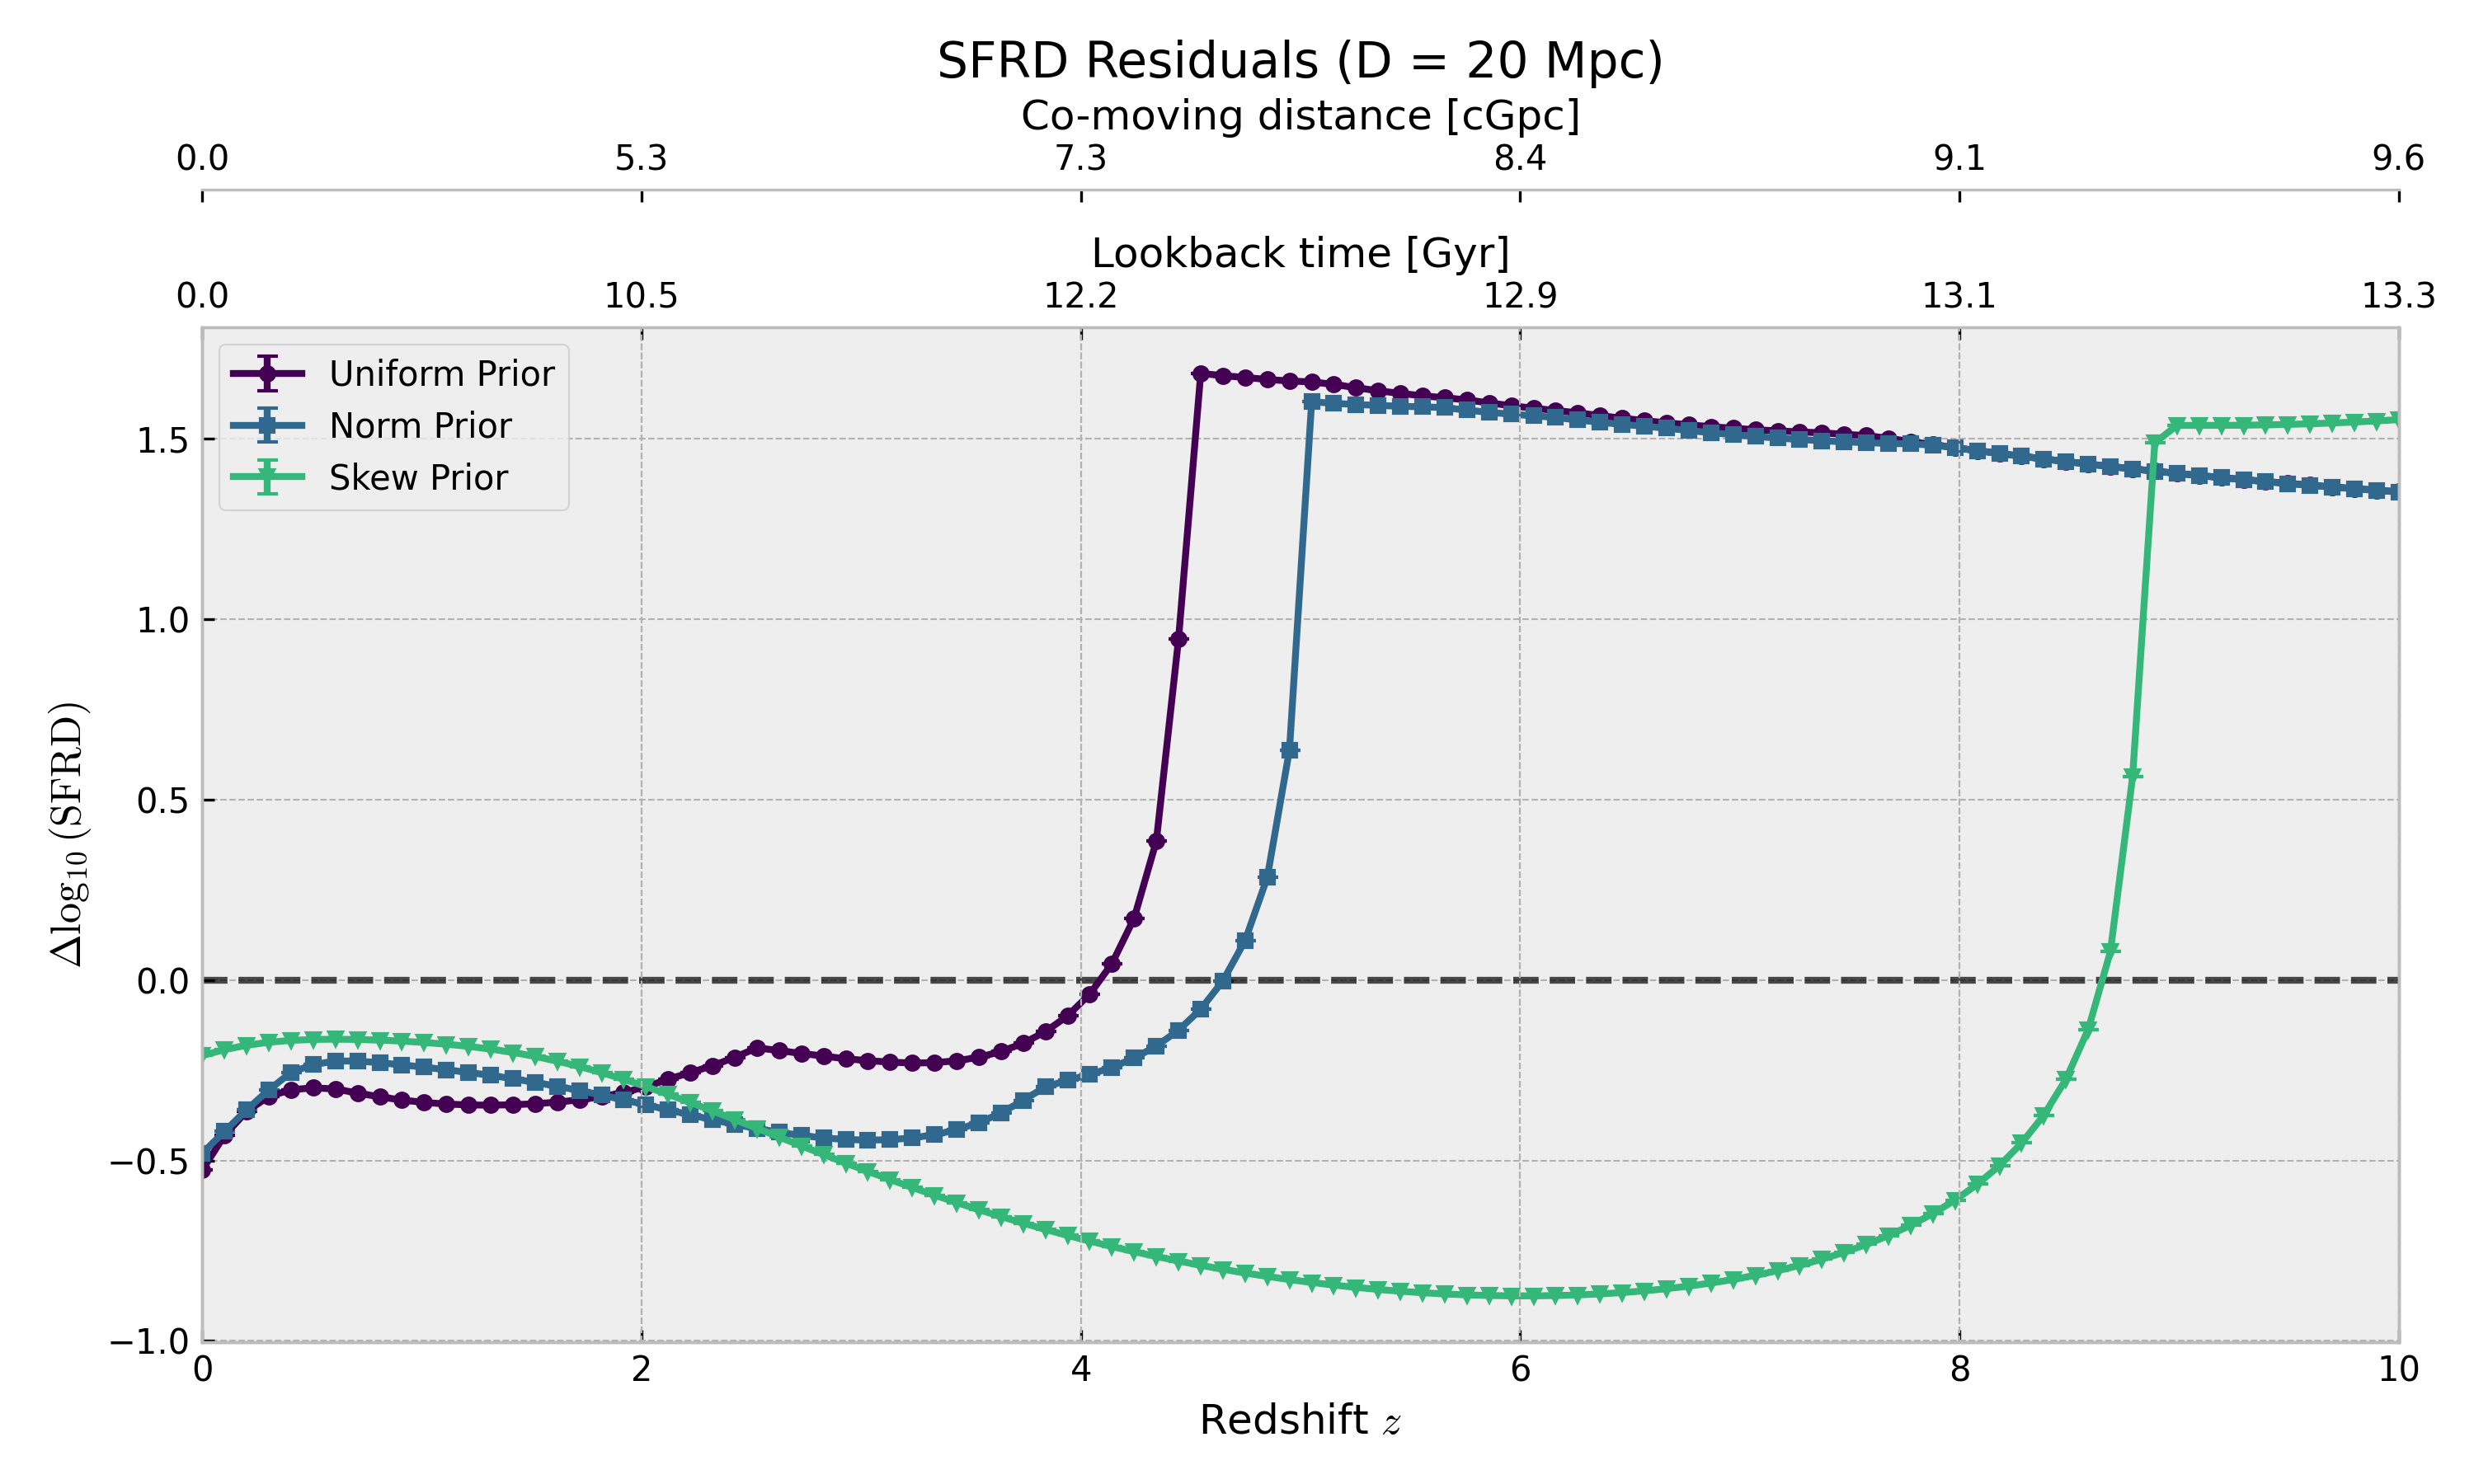 SFRD Residuals (D = 20 Mpc)
Co-moving distance [cGpc]
0.0 5.3 7.3 8.4 9.1 9.6
Lookback time [Gyr]
0.0 10.5 12.2 12.9 13.1 13.3
Uniform Prior
Norm Prior
Skew Prior
1.5
1.0
0.5
0.0
−0.5
−1.0
Δlog₁₀(SFRD)
0 2 4 6 8 10
Redshift z